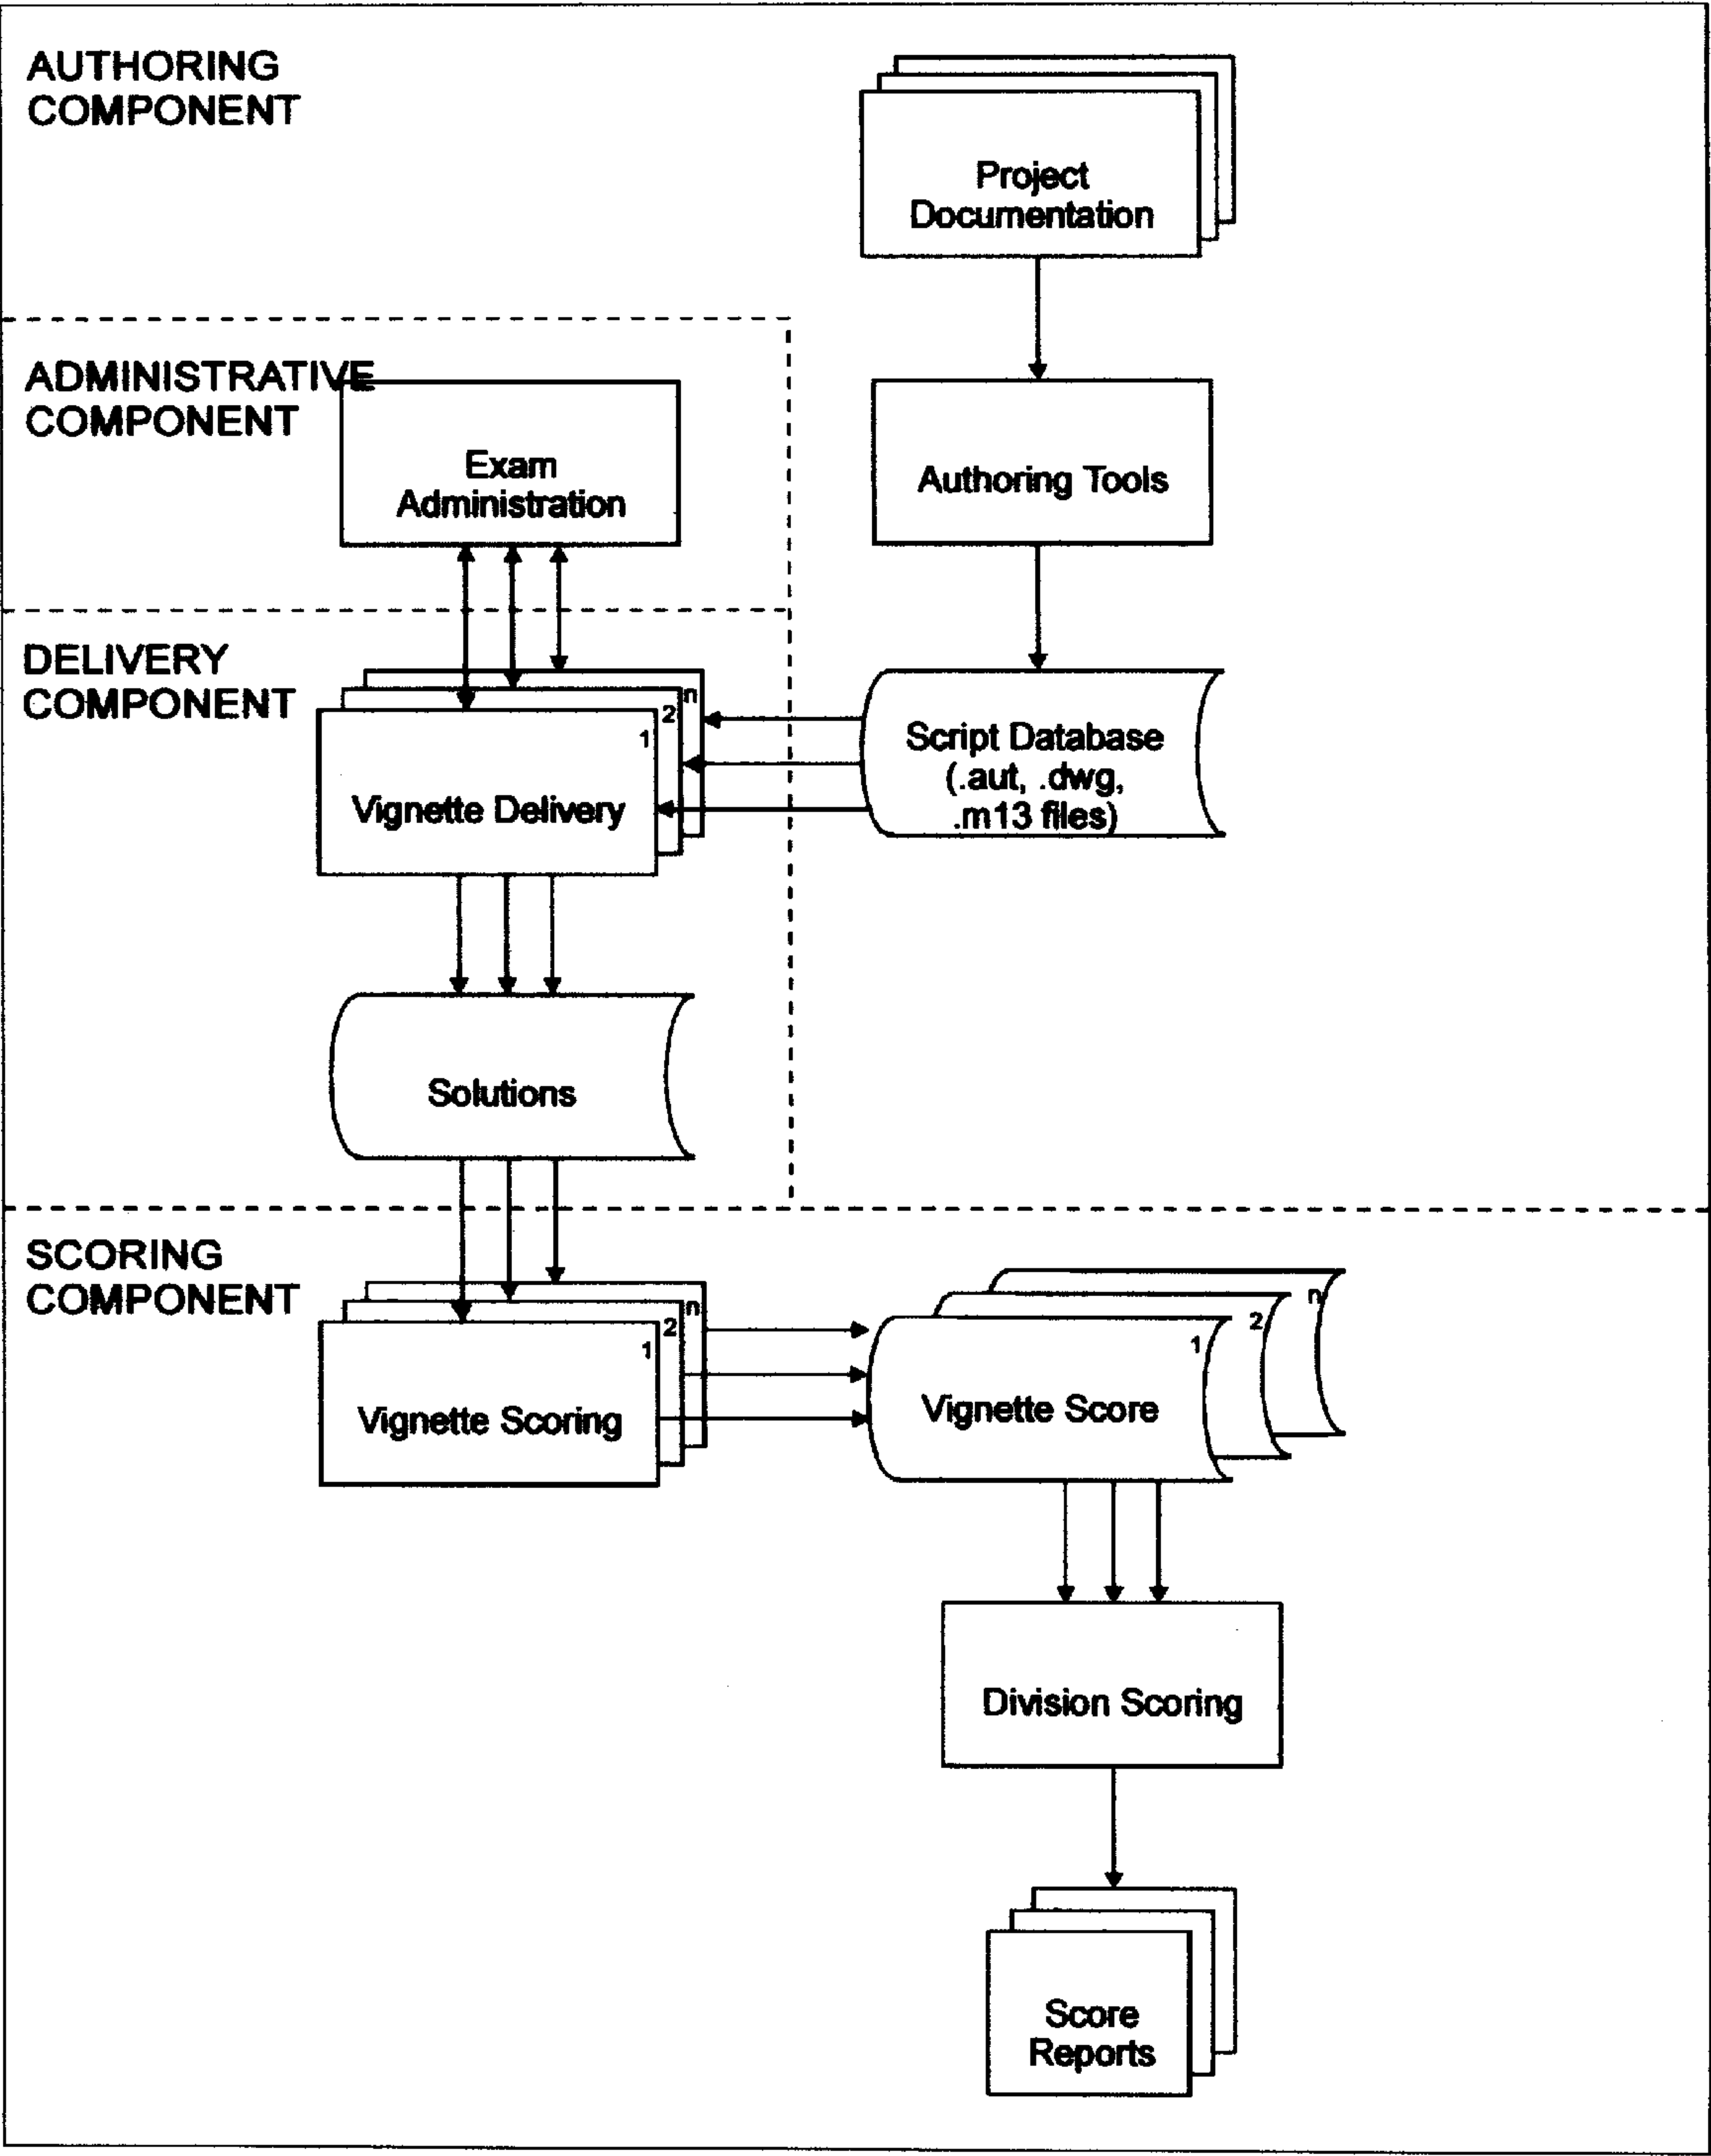 AUTHORING
COMPONENT
Project
Documentation
ADMINISTRATIVE
COMPONENT
Exam
Administration
Authoring Tools
DELIVERY
COMPONENT
n
2
1
Vignette Delivery
Script Database
(.aut, .dwg,
.m13 files)
Solutions
SCORING
COMPONENT
n
2
1
Vignette Scoring
n
2
1
Vignette Score
Division Scoring
Score
Reports